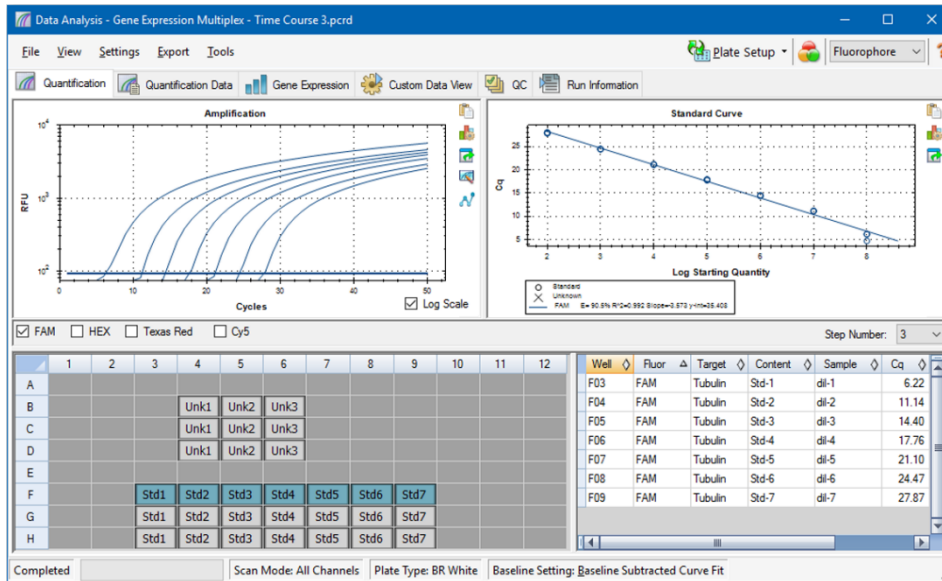 Data Analysis - Gene Expression Multiplex - Time Course 3.pcrd
File View Settings Export Tools
Plate Setup
Fluorophore
Quantification Quantification Data Gene Expression Custom Data View QC Run Information
Amplification
10^4
10^3
10^2
RFU
0 10 20 30 40 50
Cycles
Log Scale
Standard Curve
25
20
15
10
5
Cq
2 3 4 5 6 7 8
Log Starting Quantity
Standard
Unknown
FAM E= 90.5% R^2=0.992 Slope=-3.573 y-int=35.403
FAM HEX Texas Red Cy5
Step Number: 3
1 2 3 4 5 6 7 8 9 10 11 12
A
B Unk1 Unk2 Unk3
C Unk1 Unk2 Unk3
D Unk1 Unk2 Unk3
E
F Std1 Std2 Std3 Std4 Std5 Std6 Std7
G Std1 Std2 Std3 Std4 Std5 Std6 Std7
H Std1 Std2 Std3 Std4 Std5 Std6 Std7
Well Fluor Target Content Sample Cq
F03 FAM Tubulin Std-1 dil-1 6.22
F04 FAM Tubulin Std-2 dil-2 11.14
F05 FAM Tubulin Std-3 dil-3 14.40
F06 FAM Tubulin Std-4 dil-4 17.76
F07 FAM Tubulin Std-5 dil-5 21.10
F08 FAM Tubulin Std-6 dil-6 24.47
F09 FAM Tubulin Std-7 dil-7 27.87
Completed Scan Mode: All Channels Plate Type: BR White Baseline Setting: Baseline Subtracted Curve Fit